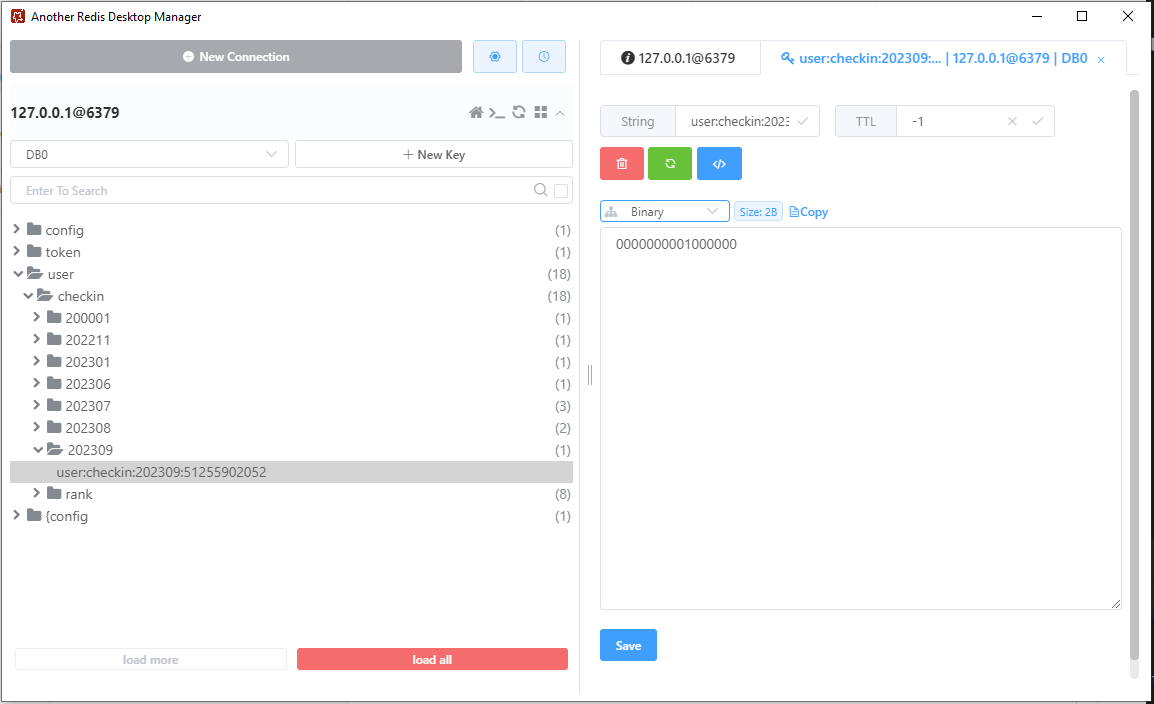 Another Redis Desktop Manager
New Connection
127.0.0.1@6379
DB0
New Key
Enter To Search
config (1)
token (1)
user (18)
checkin (18)
200001 (1)
202211 (1)
202301 (1)
202306 (1)
202307 (3)
202308 (2)
202309 (1)
user:checkin:202309:51255902052
rank (8)
{config (1)
load more
load all
127.0.0.1@6379
user:checkin:202309:... | 127.0.0.1@6379 | DB0
String user:checkin:2023
TTL -1
Binary Size: 2B Copy
0000000001000000
Save